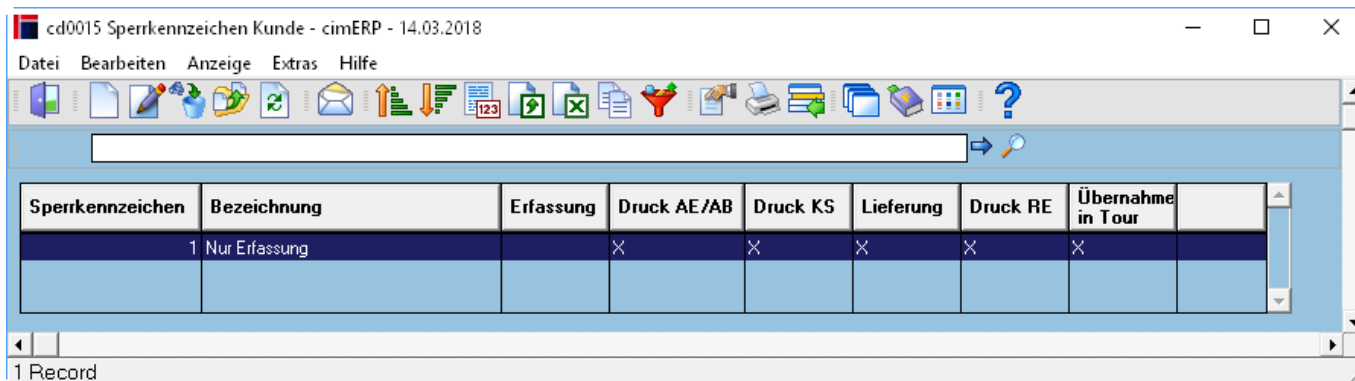 cd0015 Sperrkennzeichen Kunde - cimERP - 14.03.2018
Datei Bearbeiten Anzeige Extras Hilfe
123
Sperrkennzeichen Bezeichnung Erfassung Druck AE/AB Druck KS Lieferung Druck RE Übernahme in Tour
1 Nur Erfassung X X X X X
1 Record